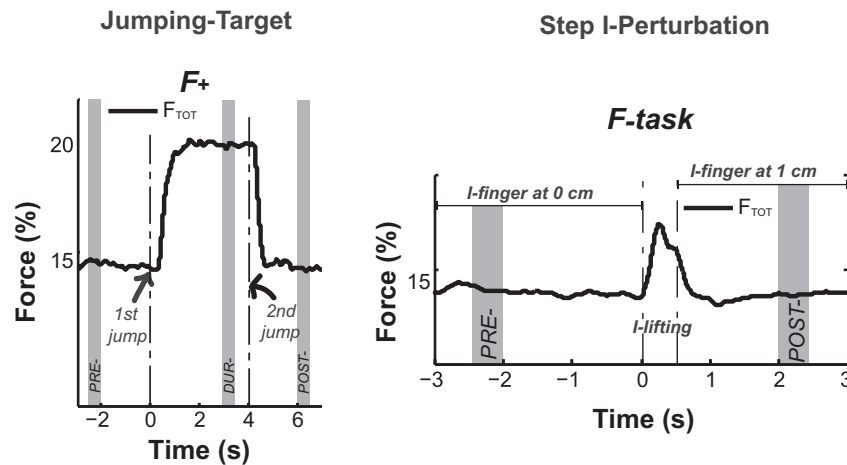 Jumping-Target
F+
F_TOT
Force (%)
20
15
1st
jump
2nd
jump
PRE-
DUR-
POST-
−2
0
2
4
6
Time (s)
Step I-Perturbation
F-task
I-finger at 0 cm
I-finger at 1 cm
F_TOT
Force (%)
15
I-lifting
PRE-
POST-
−3
−2
−1
0
1
2
3
Time (s)